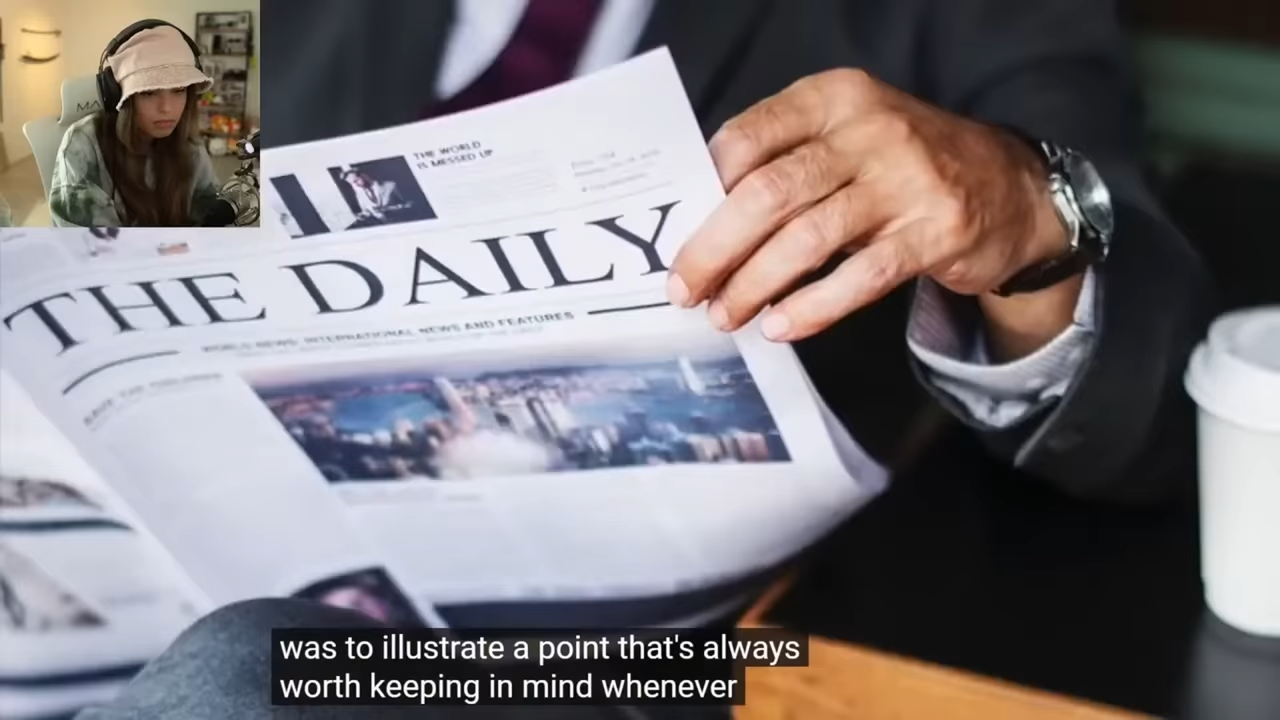 MA
THE WORLD
IS MESSED UP
THE DAILY
WORLD NEWS INTERNATIONAL NEWS AND FEATURES
was to illustrate a point that's always
worth keeping in mind whenever